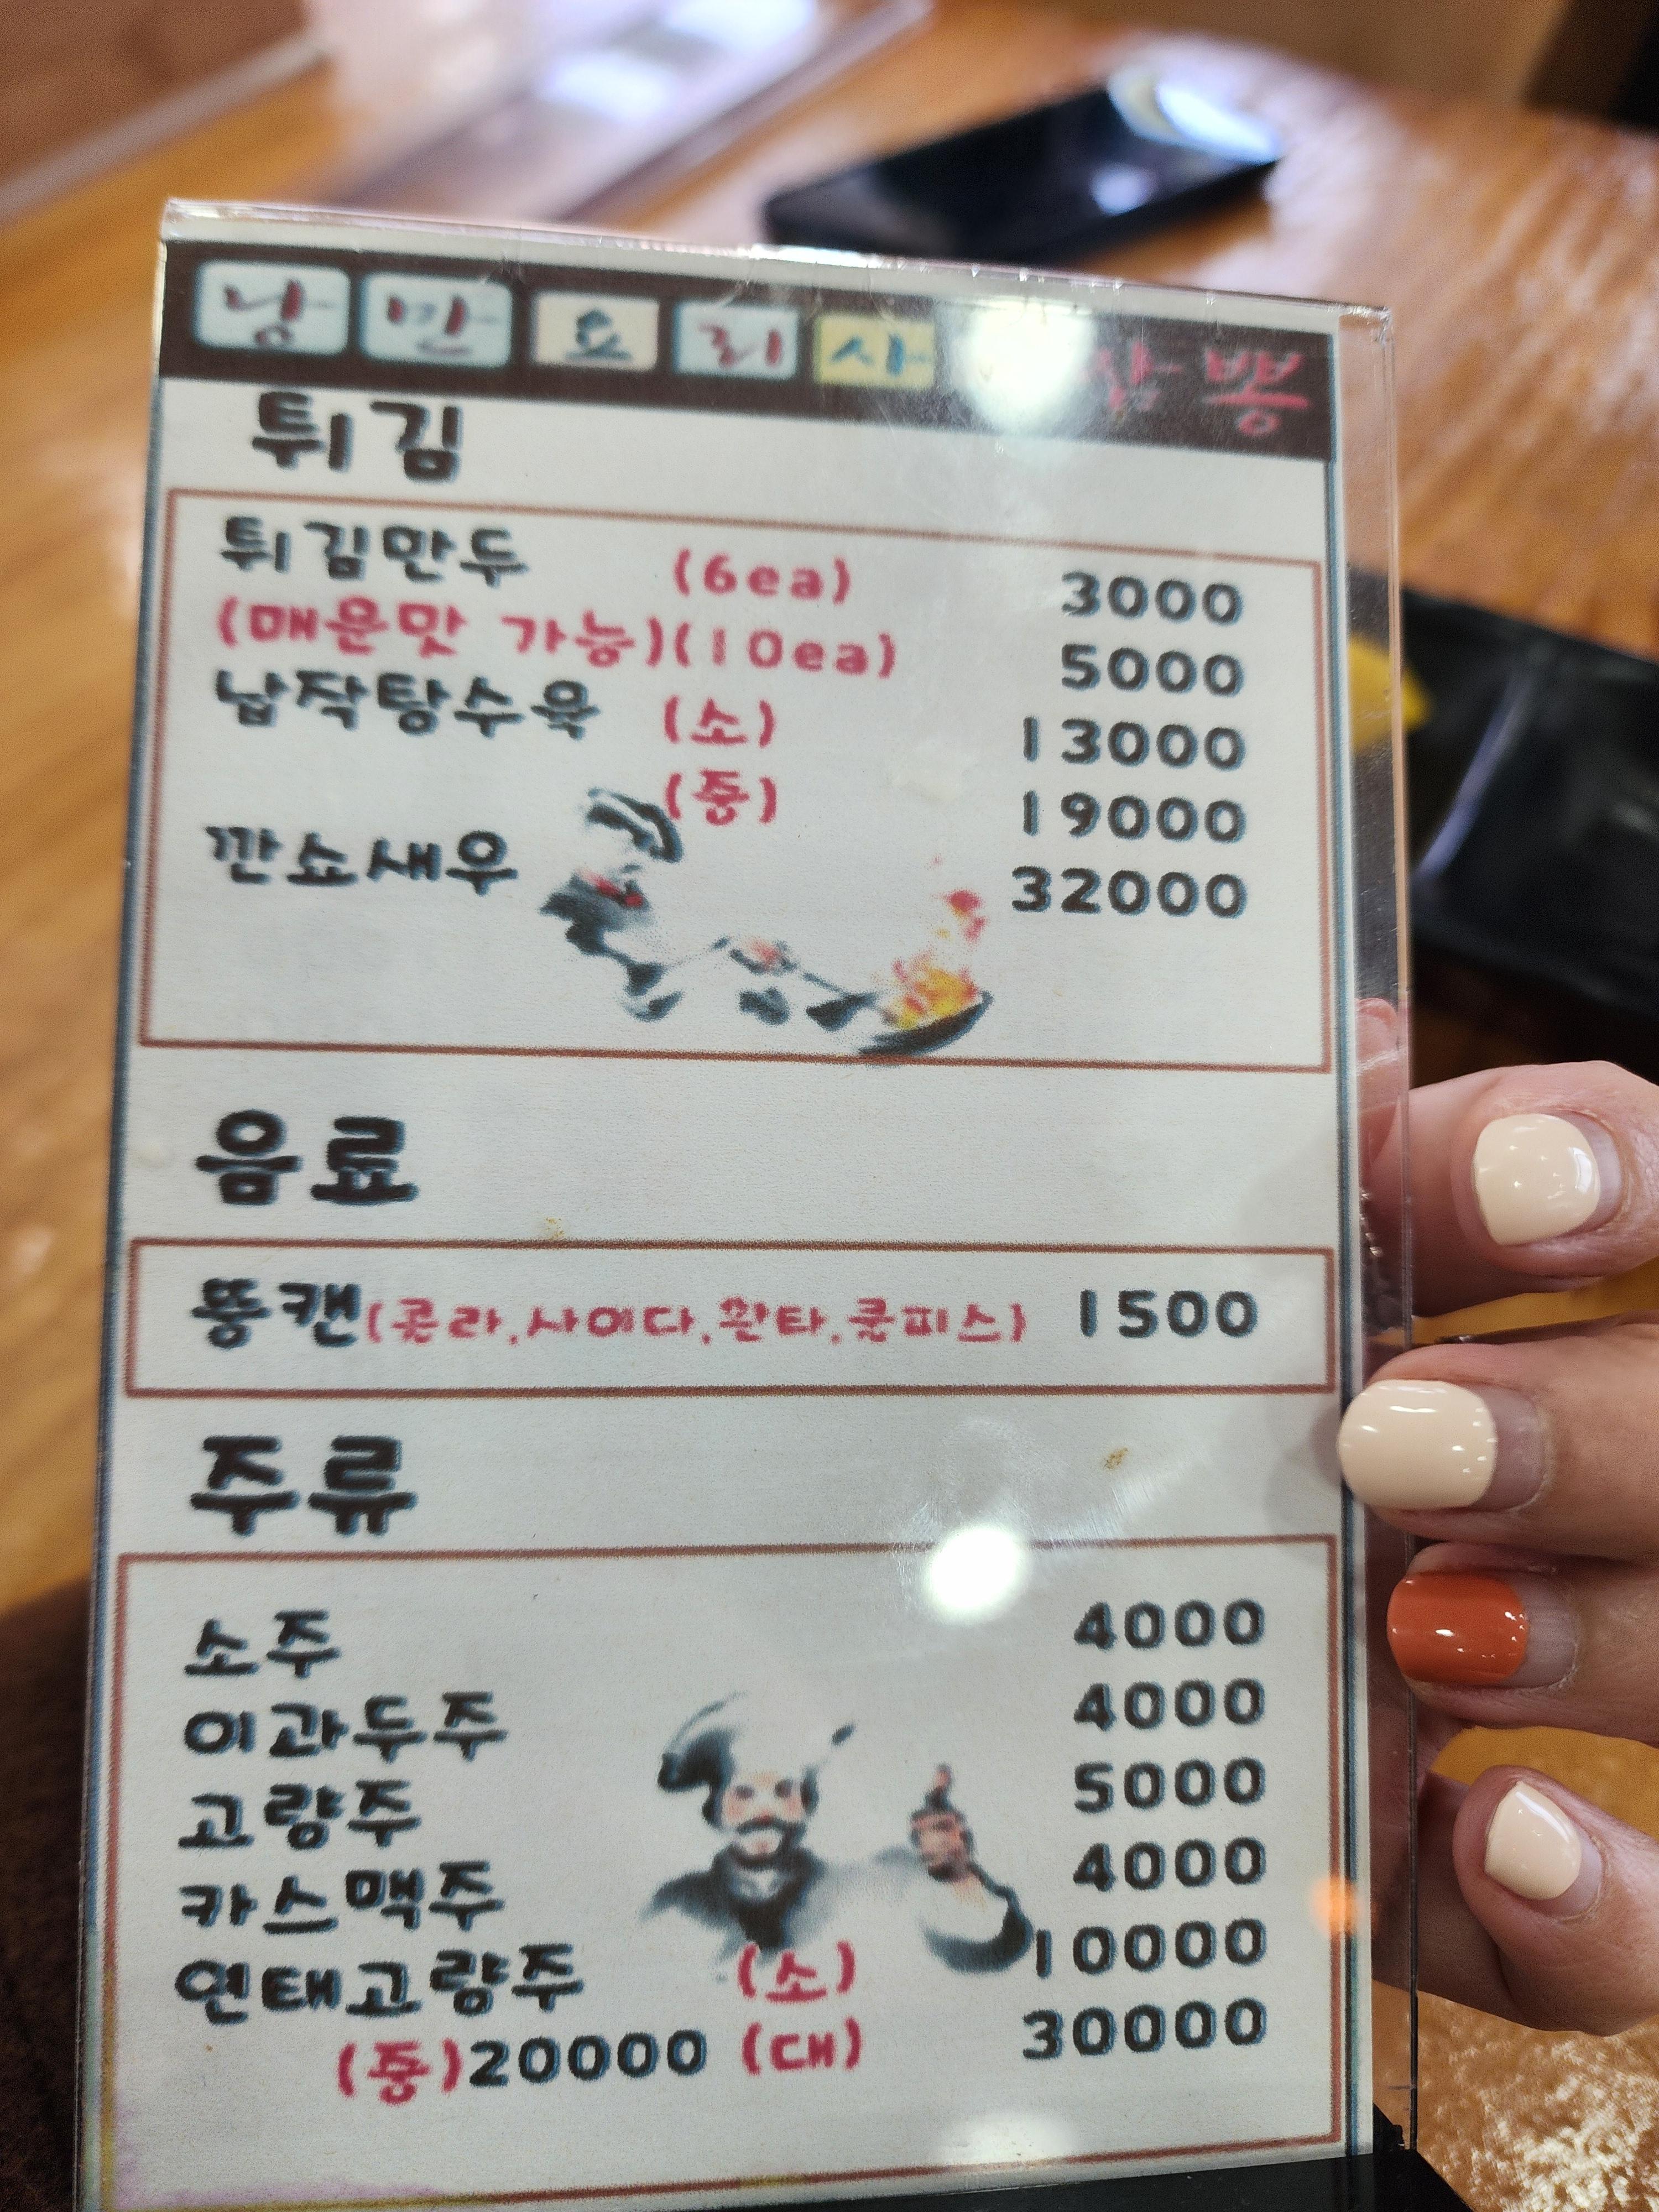 낭만요리사 짬뽕
튀김
튀김만두 (6ea) 3000
(매운맛 가능)(10ea) 5000
납작탕수육 (소) 13000
(중) 19000
깐쇼새우 32000
음료
뚱캔(콜라,사이다,환타,쿨피스) 1500
주류
소주 4000
이과두주 4000
고량주 5000
카스맥주 4000
연태고량주 (소) 10000
(중)20000 (대) 30000